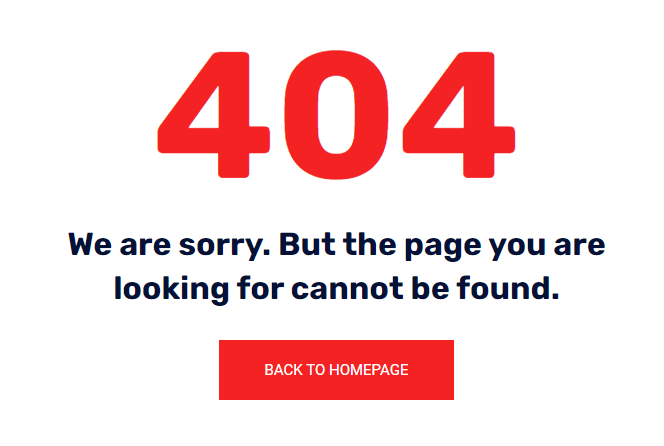 404
We are sorry. But the page you are
looking for cannot be found.
BACK TO HOMEPAGE